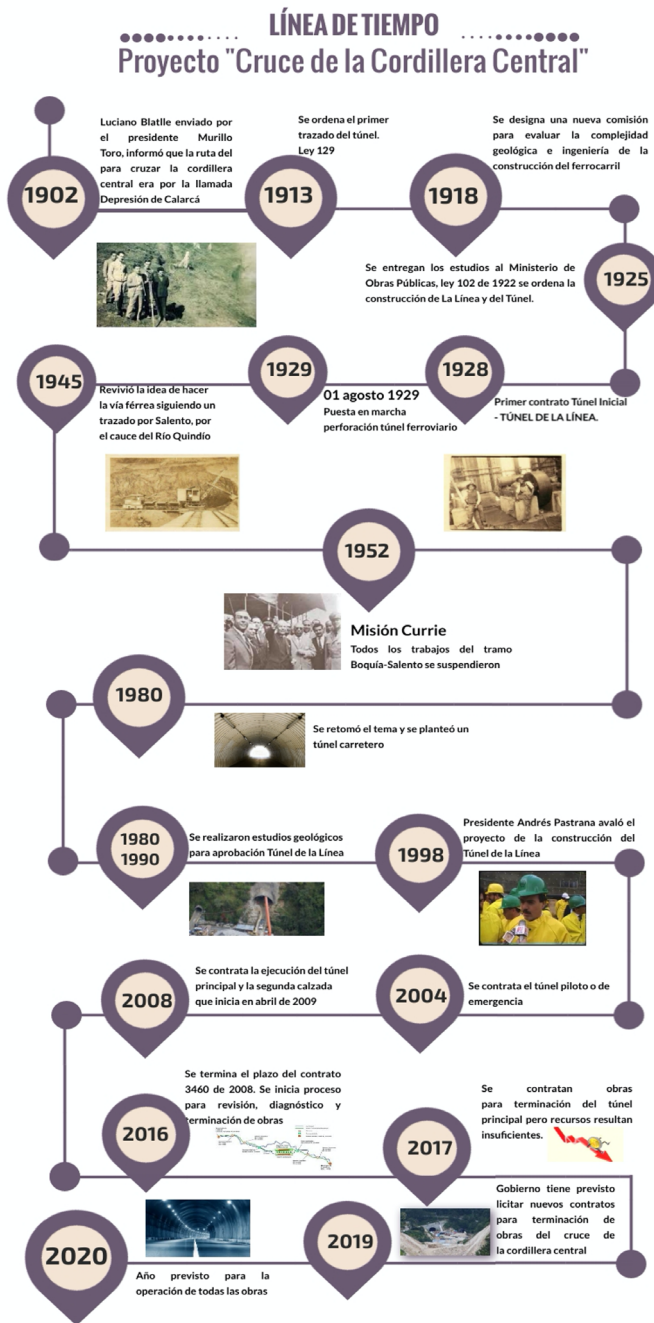 LÍNEA DE TIEMPO
Proyecto "Cruce de la Cordillera Central"
1902
Luciano Blatlle enviado por
el presidente Murillo
Toro, informó que la ruta del
para cruzar la cordillera
central era por la llamada
Depresión de Calarcá
1913
Se ordena el primer
trazado del túnel.
Ley 129
1918
Se designa una nueva comisión
para evaluar la complejidad
geológica e ingeniería de la
construcción del ferrocarril
1925
Se entregan los estudios al Ministerio de
Obras Públicas, ley 102 de 1922 se ordena la
construcción de La Línea y del Túnel.
1928
Primer contrato Túnel Inicial
- TÚNEL DE LA LÍNEA.
1929
01 agosto 1929
Puesta en marcha
perforación túnel ferroviario
1945
Revivió la idea de hacer
la vía férrea siguiendo un
trazado por Salento, por
el cauce del Río Quindío
1952
Misión Currie
Todos los trabajos del tramo
Boquía-Salento se suspendieron
1980
Se retomó el tema y se planteó un
túnel carretero
1980
1990
Se realizaron estudios geológicos
para aprobación Túnel de la Línea
1998
Presidente Andrés Pastrana avaló el
proyecto de la construcción del
Túnel de la Línea
2004
Se contrata el túnel piloto o de
emergencia
2008
Se contrata la ejecución del túnel
principal y la segunda calzada
que inicia en abril de 2009
2016
Se termina el plazo del contrato
3460 de 2008. Se inicia proceso
para revisión, diagnóstico y
terminación de obras
2017
Se contratan obras
para terminación del túnel
principal pero recursos resultan
insuficientes.
2019
Gobierno tiene previsto
licitar nuevos contratos
para terminación de
obras del cruce de
la cordillera central
2020
Año previsto para la
operación de todas las obras